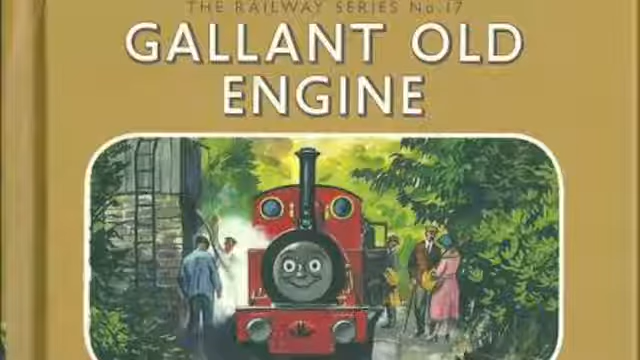 THE RAILWAY SERIES No.17
GALLANT OLD
ENGINE